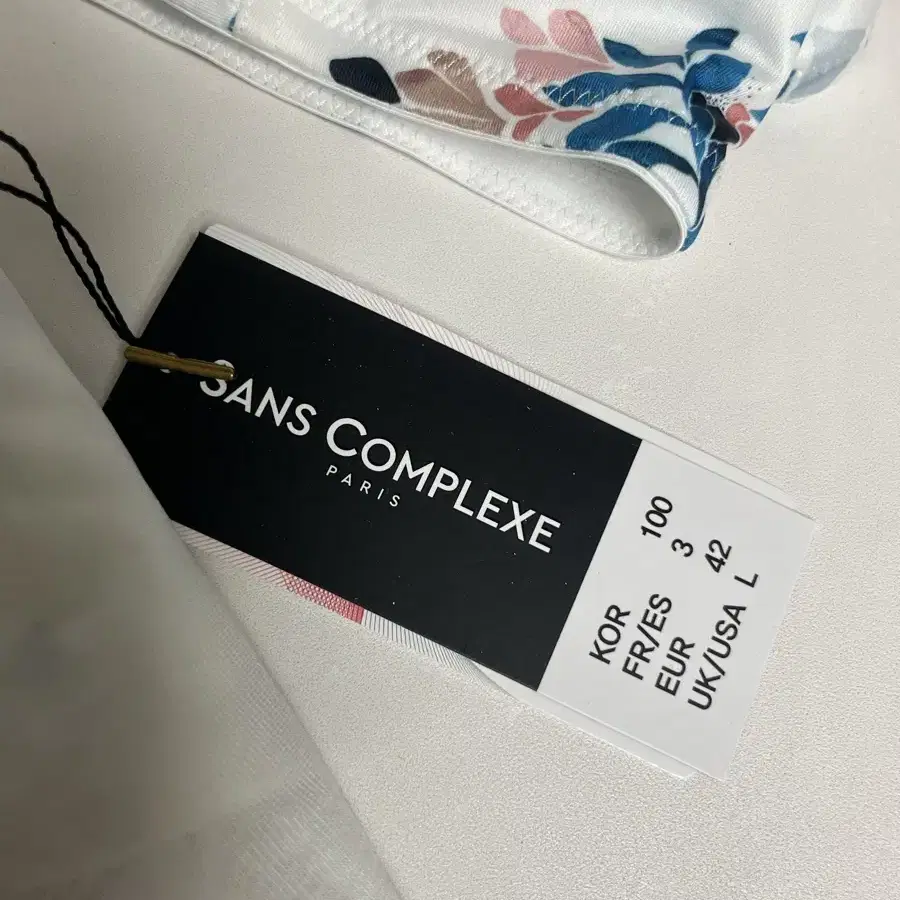 SANS COMPLEXE
PARIS
KOR 100
FR/ES 3
EUR 42
UK/USA L